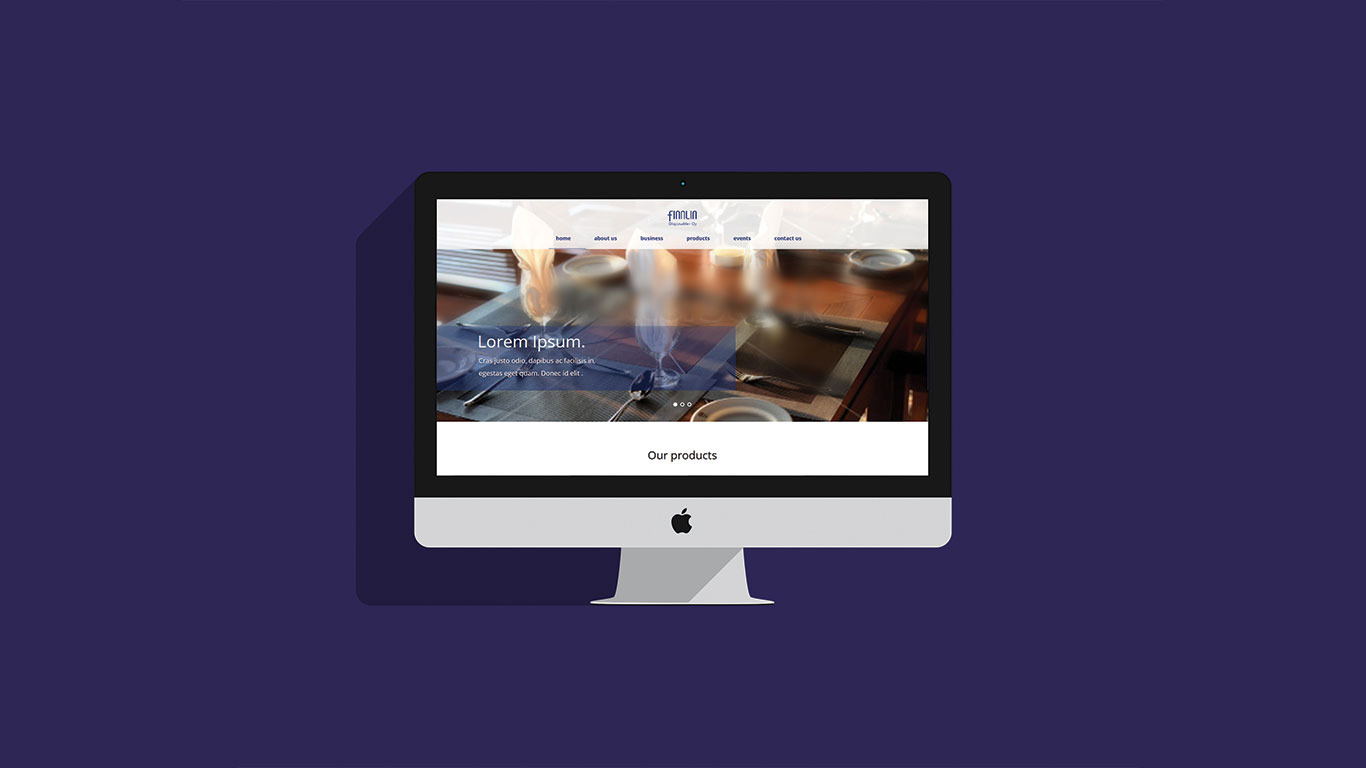 finnlin
Disposables Oy
home about us business products events contact us
Lorem Ipsum.
Cras justo odio, dapibus ac facilisis in,
egestas eget quam. Donec id elit .
Our products